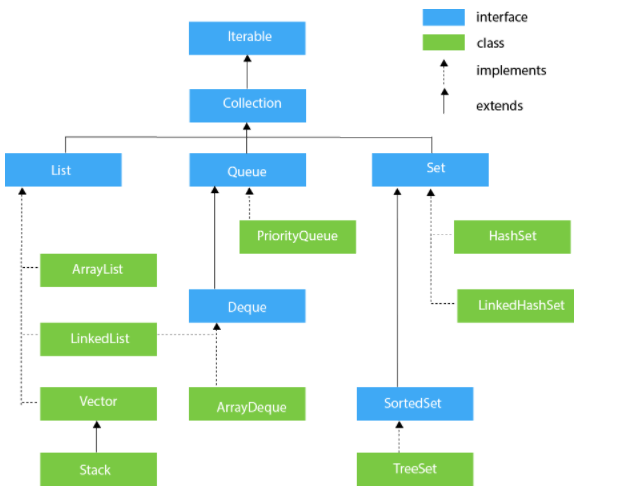 interface
Iterable
class
implements
Collection
extends
List
Queue
Set
PriorityQueue
HashSet
ArrayList
Deque
LinkedHashSet
LinkedList
Vector
ArrayDeque
SortedSet
Stack
TreeSet